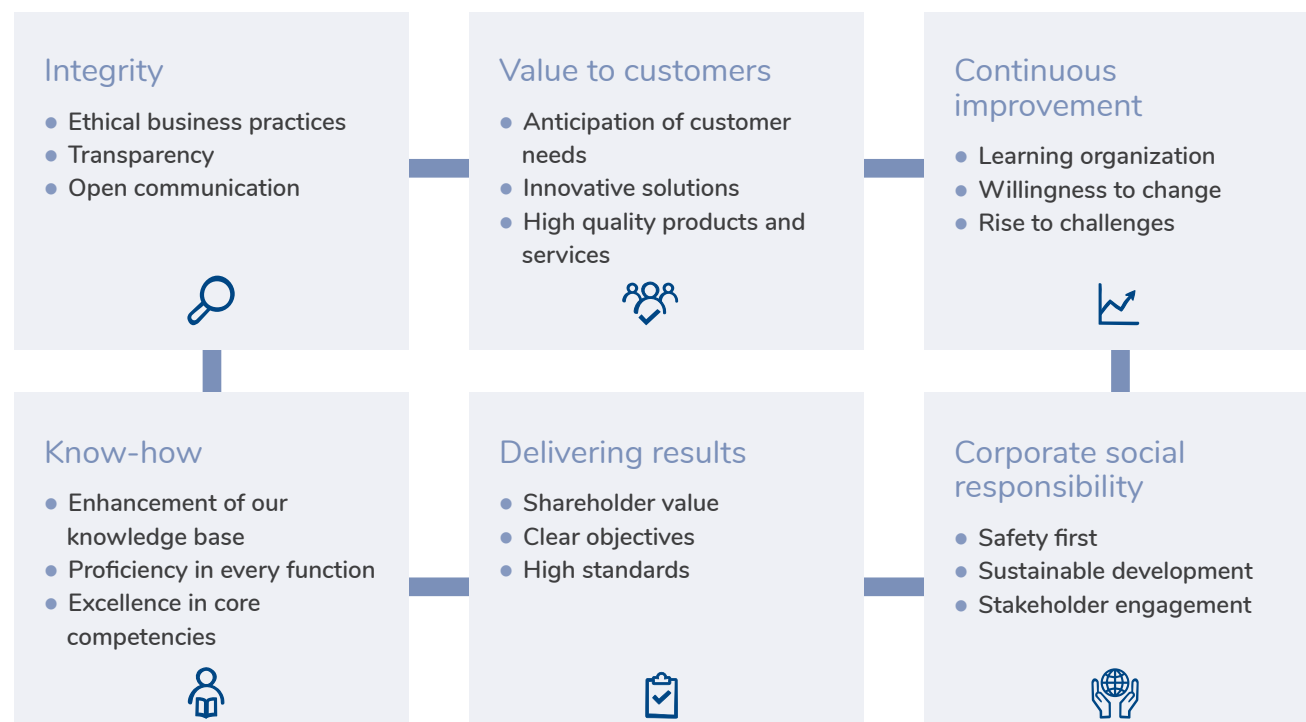 Integrity
● Ethical business practices
● Transparency
● Open communication
Value to customers
● Anticipation of customer
needs
● Innovative solutions
● High quality products and
services
Continuous
improvement
● Learning organization
● Willingness to change
● Rise to challenges
Know-how
● Enhancement of our
knowledge base
● Proficiency in every function
● Excellence in core
competencies
Delivering results
● Shareholder value
● Clear objectives
● High standards
Corporate social
responsibility
● Safety first
● Sustainable development
● Stakeholder engagement